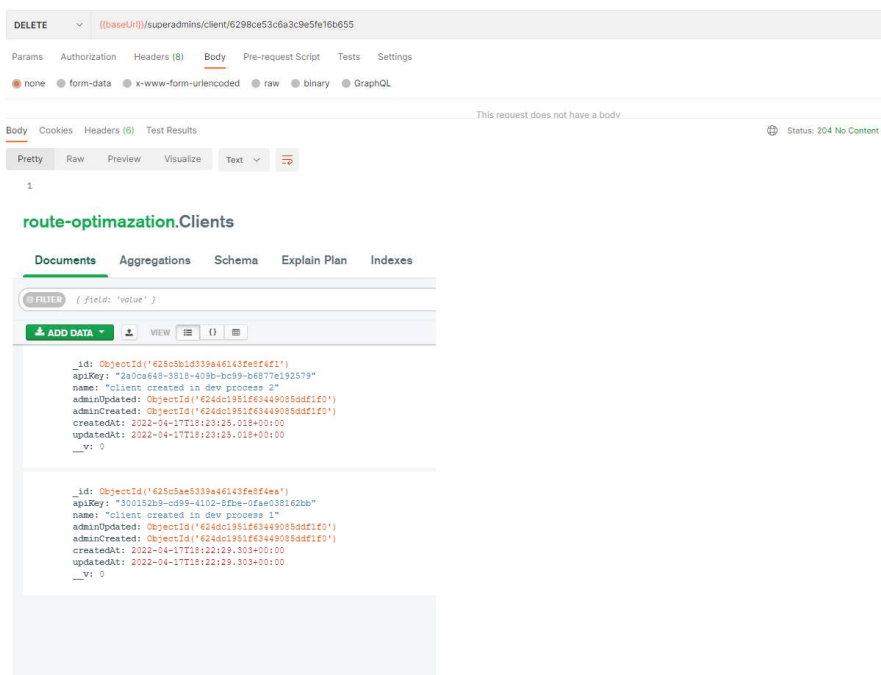 DELETE {{baseUrl}}/superadmins/client/6298ce53c6a3c9e5fe16b655
Params Authorization Headers (8) Body Pre-request Script Tests Settings
none form-data x-www-form-urlencoded raw binary GraphQL
This request does not have a body
Body Cookies Headers (6) Test Results Status: 204 No Content
Pretty Raw Preview Visualize Text
1
route-optimazation.Clients
Documents Aggregations Schema Explain Plan Indexes
FILTER { field: 'value' }
ADD DATA VIEW {}
_id: ObjectId('625c5b1d339a46143fe8f4f1')
apiKey: "2a0ca648-3818-409b-bc99-b6877e192579"
name: "client created in dev process 2"
adminUpdated: ObjectId('624dc1951f63449085ddf1f0')
adminCreated: ObjectId('624dc1951f63449085ddf1f0')
createdAt: 2022-04-17T18:23:25.018+00:00
updatedAt: 2022-04-17T18:23:25.018+00:00
__v: 0
_id: ObjectId('625c5ae5339a46143fe8f4ea')
apiKey: "300152b9-cd99-4102-8fbe-0fae038162bb"
name: "client created in dev process 1"
adminUpdated: ObjectId('624dc1951f63449085ddf1f0')
adminCreated: ObjectId('624dc1951f63449085ddf1f0')
createdAt: 2022-04-17T18:22:29.303+00:00
updatedAt: 2022-04-17T18:22:29.303+00:00
__v: 0